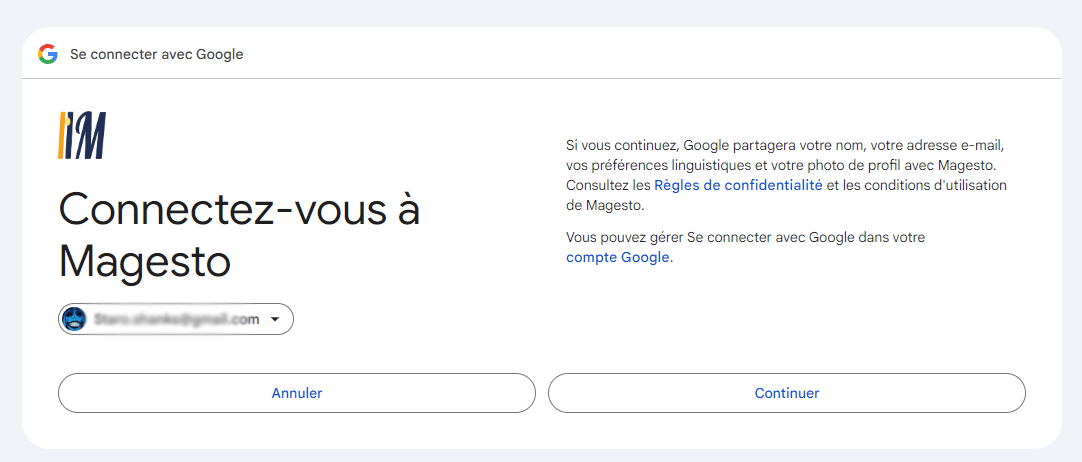 Se connecter avec Google
Connectez-vous à
Magesto
Si vous continuez, Google partagera votre nom, votre adresse e-mail,
vos préférences linguistiques et votre photo de profil avec Magesto.
Consultez les Règles de confidentialité et les conditions d'utilisation
de Magesto.
Vous pouvez gérer Se connecter avec Google dans votre
compte Google.
Annuler
Continuer